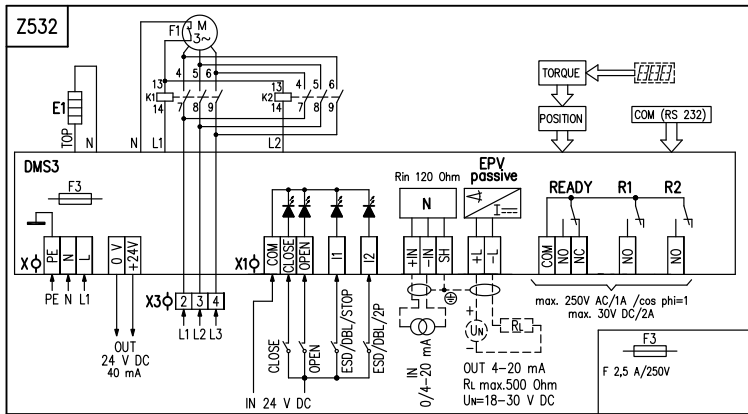 Z532
F1
M
3~
4 5 6
4 5 6
13
K1
14
7 8 9
13
K2
14
7 8 9
E1
TOP
N
N
L1
L2
TORQUE
POSITION
COM (RS 232)
DMS3
F3
Rin 120 Ohm
N
EPV
passive
READY
R1
R2
X
PE
N
L
0 V
+24V
X1
COM
CLOSE
OPEN
I1
I2
+IN
-IN
SH
+L
-L
COM
NO
NC
NO
NO
PE N L1
X3
2 3 4
L1 L2 L3
OUT
24 V DC
40 mA
CLOSE
OPEN
ESD/DBL/STOP
ESD/DBL/2P
IN 24 V DC
IN
0/4-20 mA
+
UN
-
RL
OUT 4-20 mA
RL max.500 Ohm
UN=18-30 V DC
max. 250V AC/1A /cos phi=1
max. 30V DC/2A
F3
F 2,5 A/250V